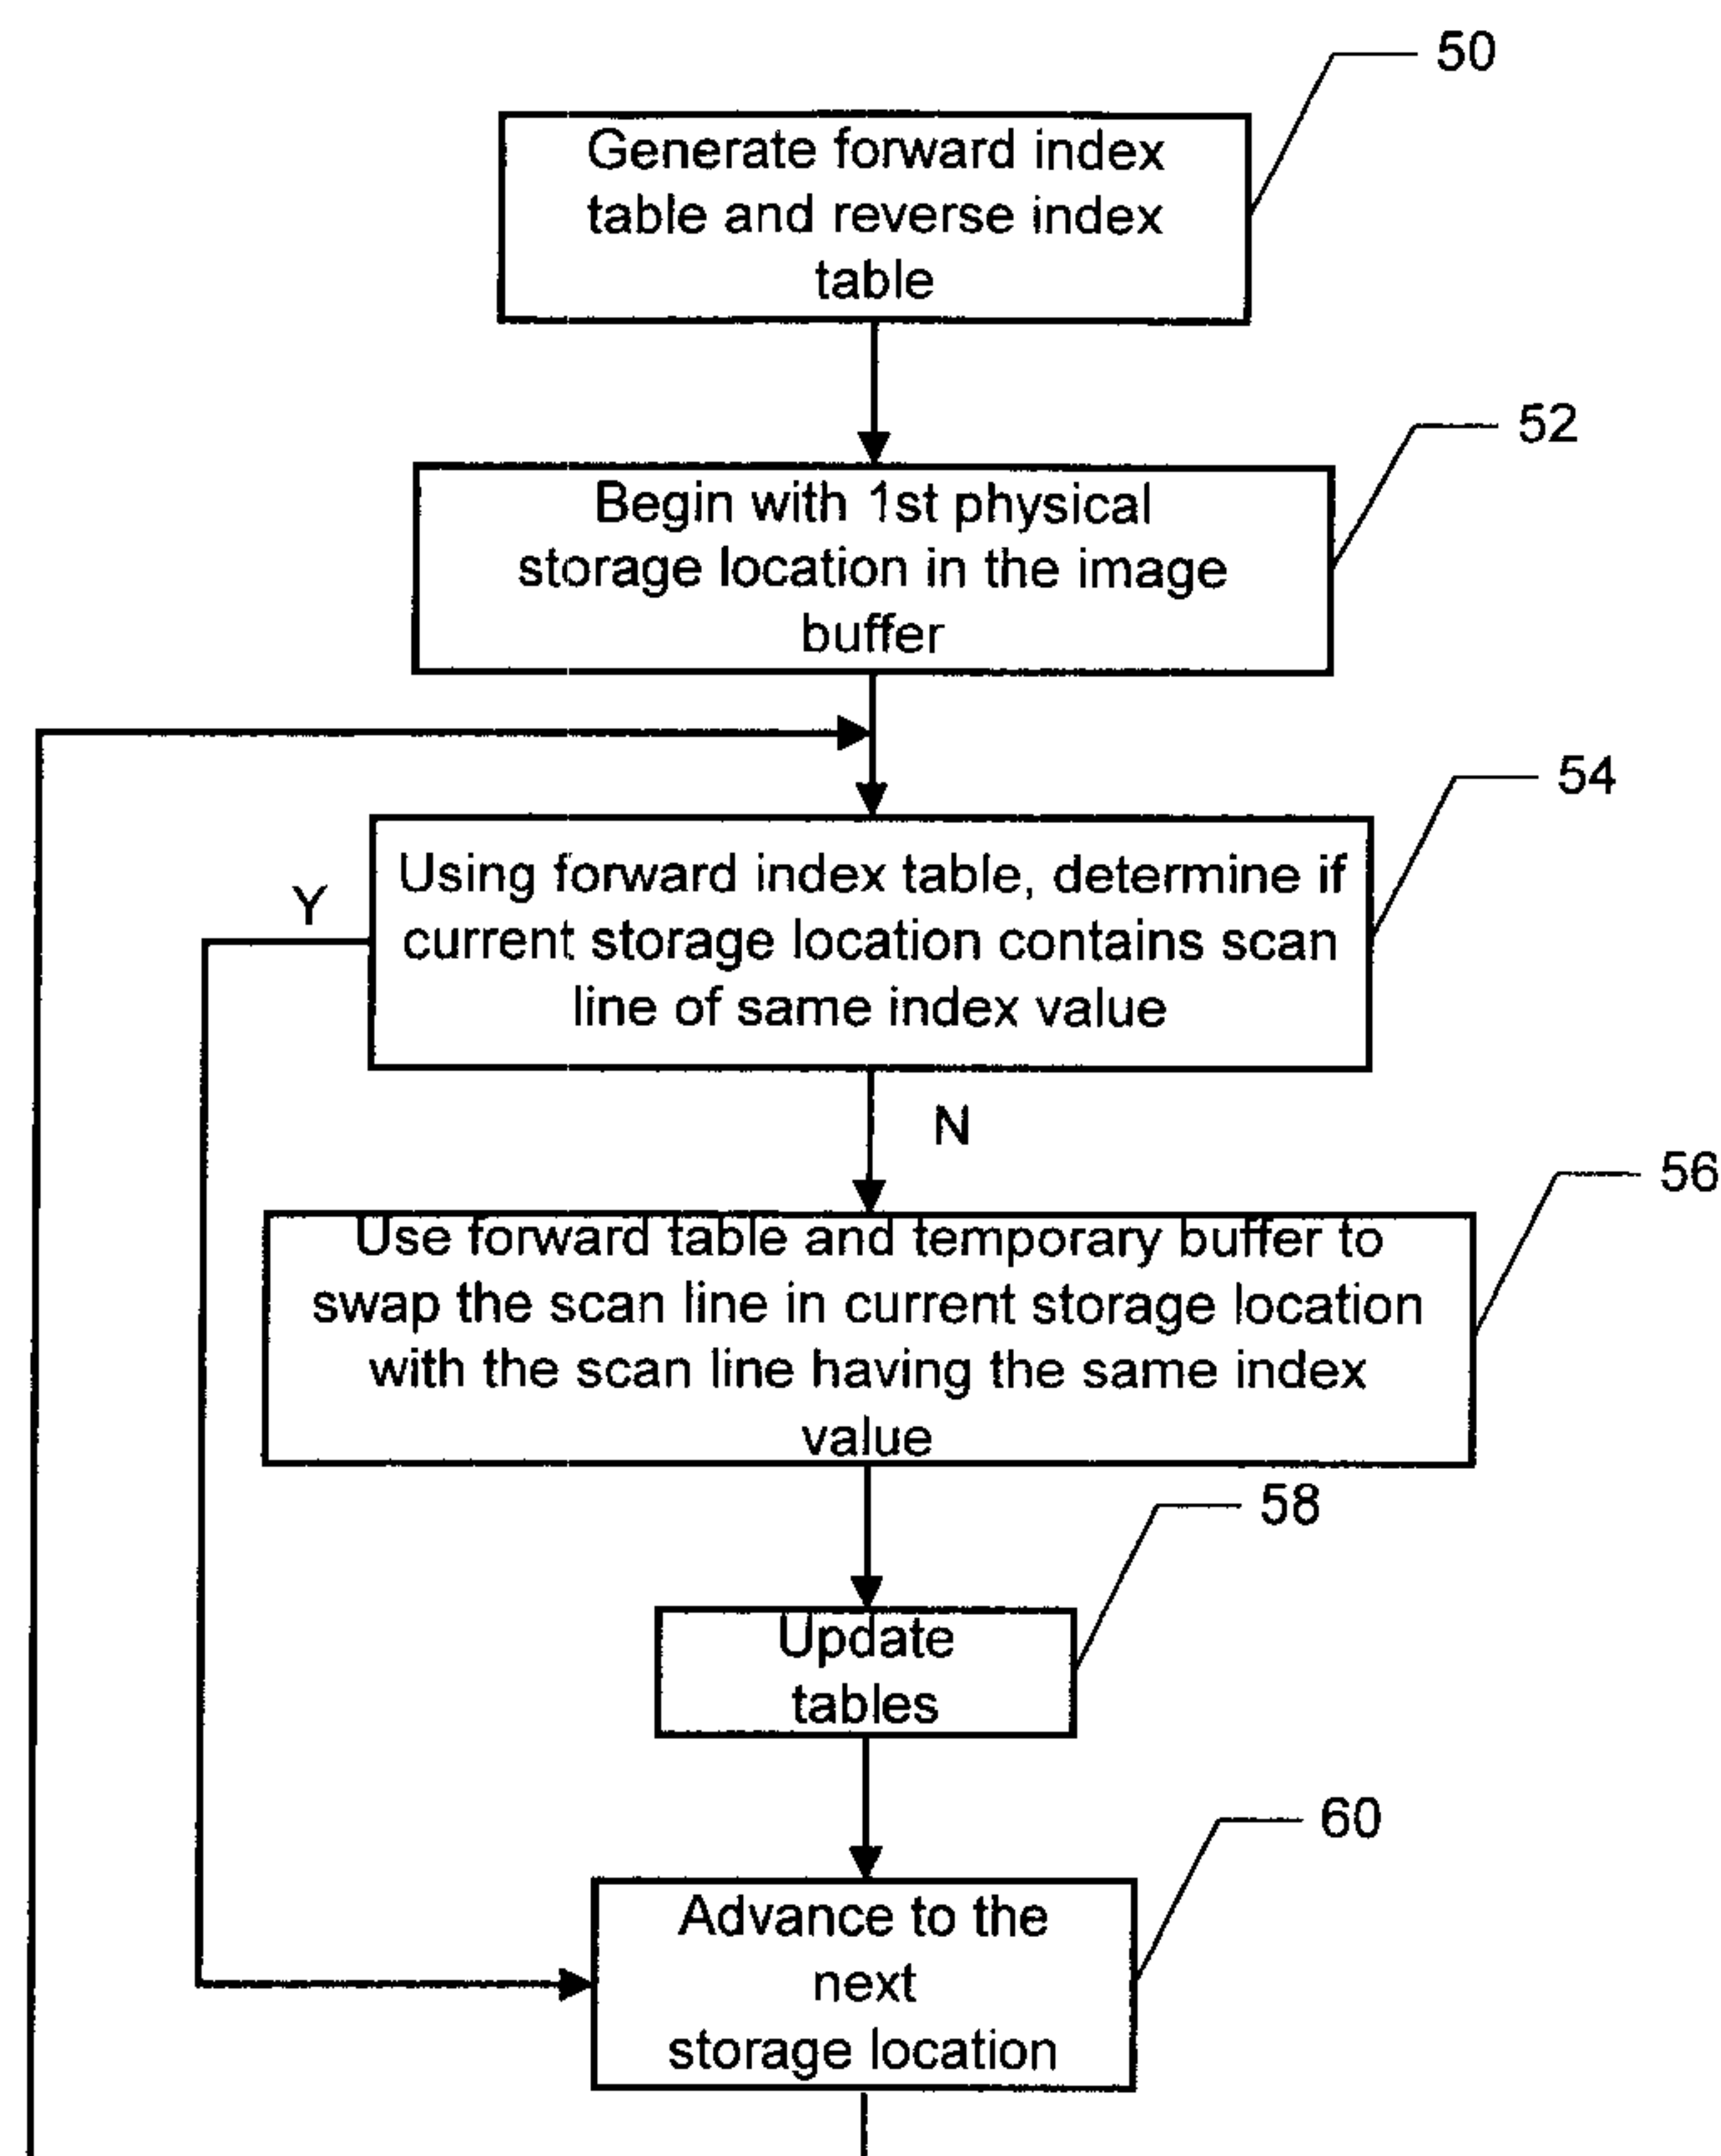 50
Generate forward index
table and reverse index
table
52
Begin with 1st physical
storage location in the image
buffer
54
Using forward index table, determine if
current storage location contains scan
line of same index value
Y
N
56
Use forward table and temporary buffer to
swap the scan line in current storage location
with the scan line having the same index
value
58
Update
tables
60
Advance to the
next
storage location